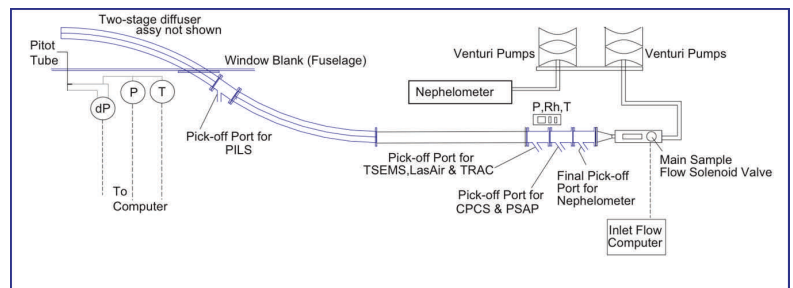 Two-stage diffuser
assy not shown
Pitot
Tube
Window Blank (Fuselage)
Venturi Pumps
Venturi Pumps
Nephelometer
dP
P
T
P,Rh,T
Pick-off Port for
PILS
Pick-off Port for
TSEMS,LasAir & TRAC
Pick-off Port for
CPCS & PSAP
Final Pick-off
Port for
Nephelometer
Main Sample
Flow Solenoid Valve
To
Computer
Inlet Flow
Computer